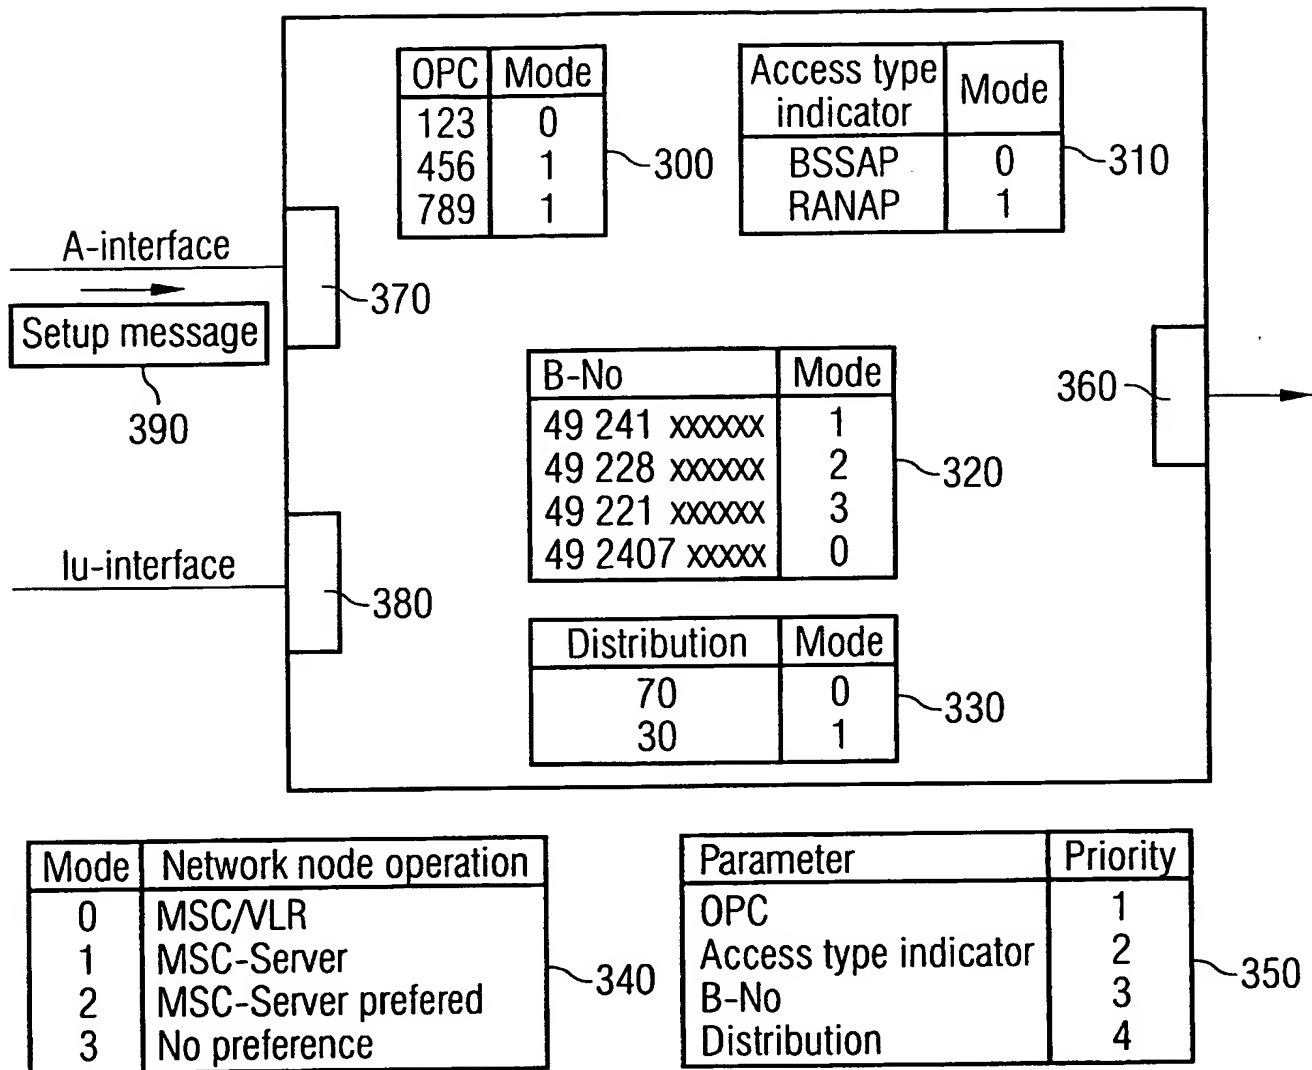 OPC Mode
123 0
456 1
789 1
300
Access type indicator Mode
BSSAP 0
RANAP 1
310
A-interface
370
Setup message
390
B-No Mode
49 241 xxxxxx 1
49 228 xxxxxx 2
49 221 xxxxxx 3
49 2407 xxxxx 0
320
360
Iu-interface
380
Distribution Mode
70 0
30 1
330
Mode Network node operation
0 MSC/VLR
1 MSC-Server
2 MSC-Server prefered
3 No preference
340
Parameter Priority
OPC 1
Access type indicator 2
B-No 3
Distribution 4
350